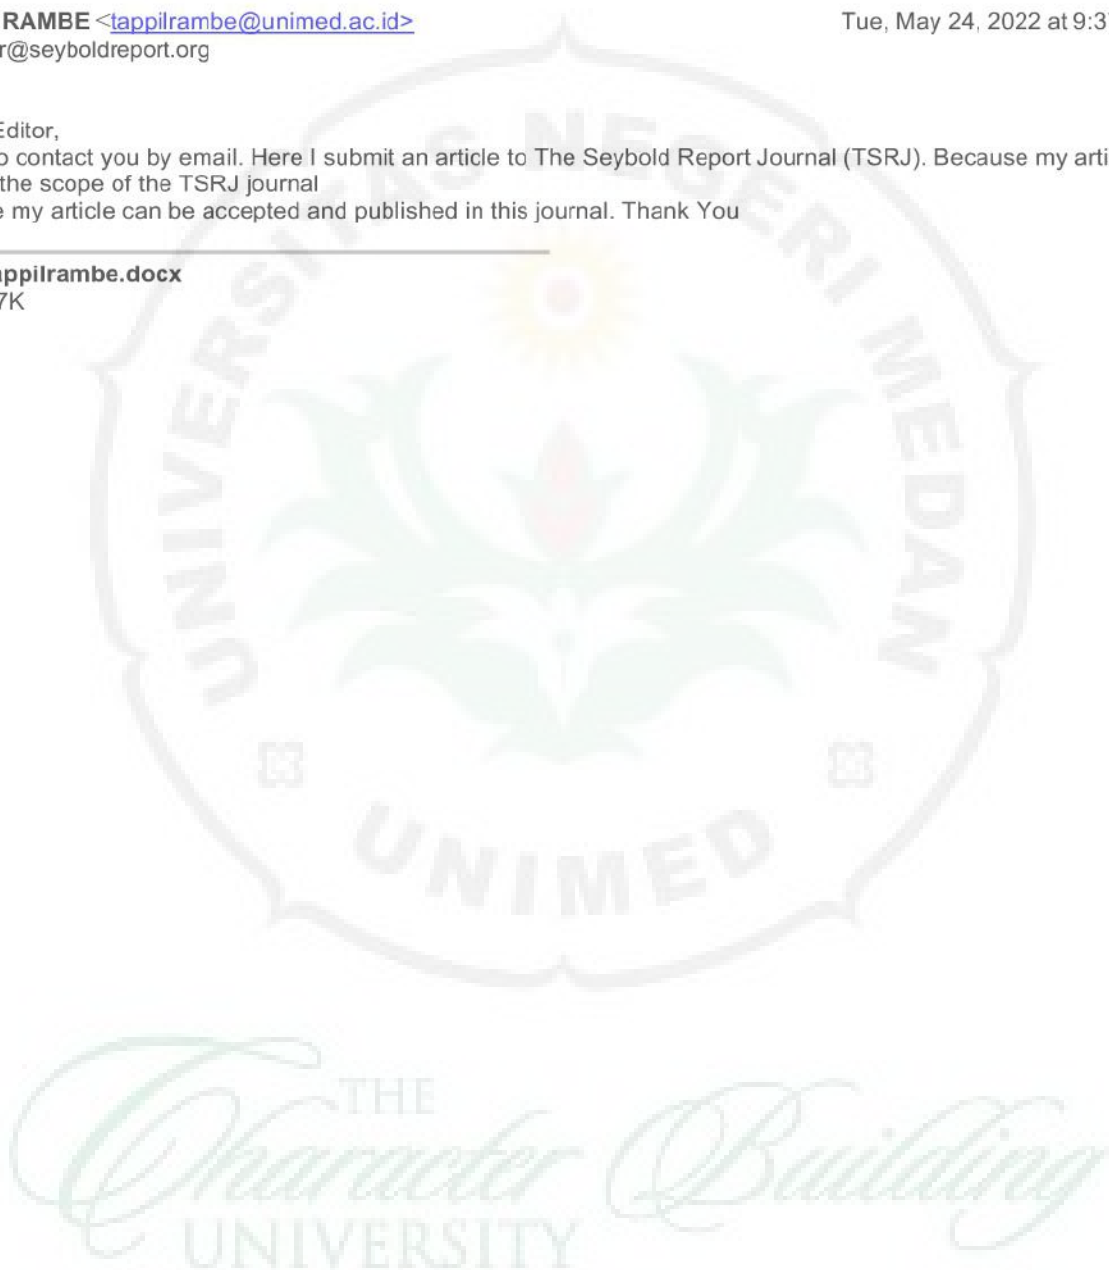 RAMBE <tappilrambe@unimed.ac.id> Tue, May 24, 2022 at 9:3
r@seyboldreport.org
Editor,
o contact you by email. Here I submit an article to The Seybold Report Journal (TSRJ). Because my arti
the scope of the TSRJ journal
e my article can be accepted and published in this journal. Thank You
appilrambe.docx
7K
UNIVERSITAS NEGERI MEDAN
UNIMED
THE
Character Building
UNIVERSITY